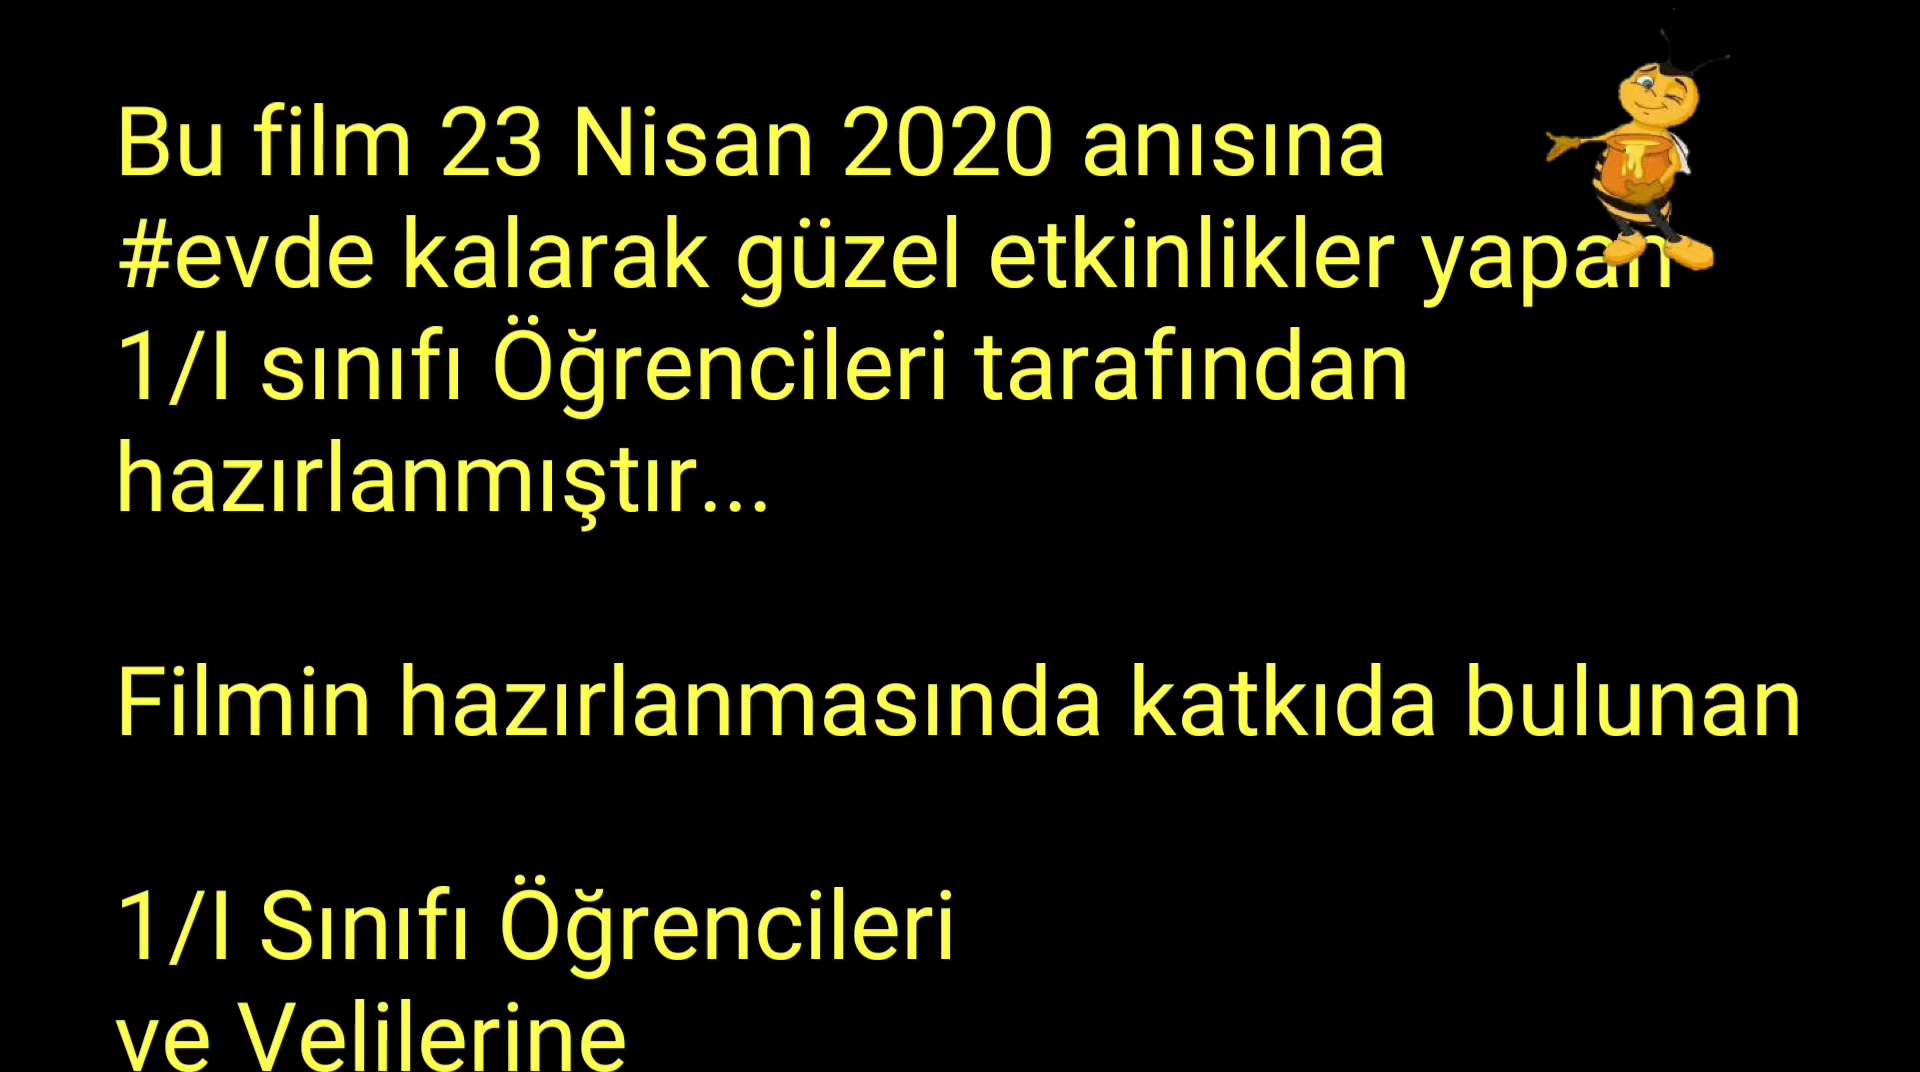 Bu film 23 Nisan 2020 anısına
#evde kalarak güzel etkinlikler yapan
1/I sınıfı Öğrencileri tarafından
hazırlanmıştır...
Filmin hazırlanmasında katkıda bulunan
1/I Sınıfı Öğrencileri
ve Velilerine